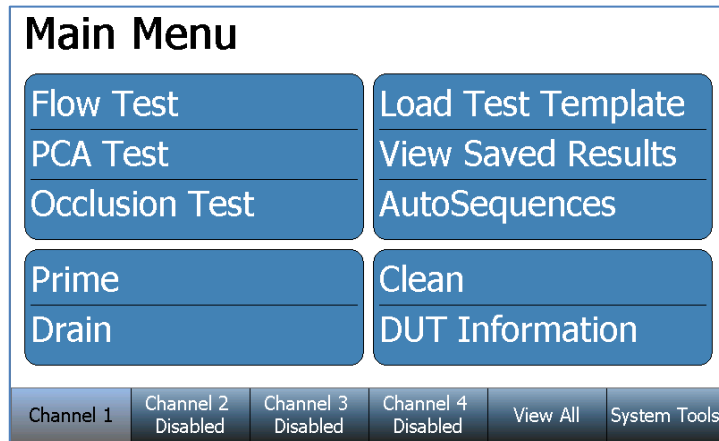 Main Menu
Flow Test
PCA Test
Occlusion Test
Load Test Template
View Saved Results
AutoSequences
Prime
Drain
Clean
DUT Information
Channel 1
Channel 2
Disabled
Channel 3
Disabled
Channel 4
Disabled
View All
System Tools